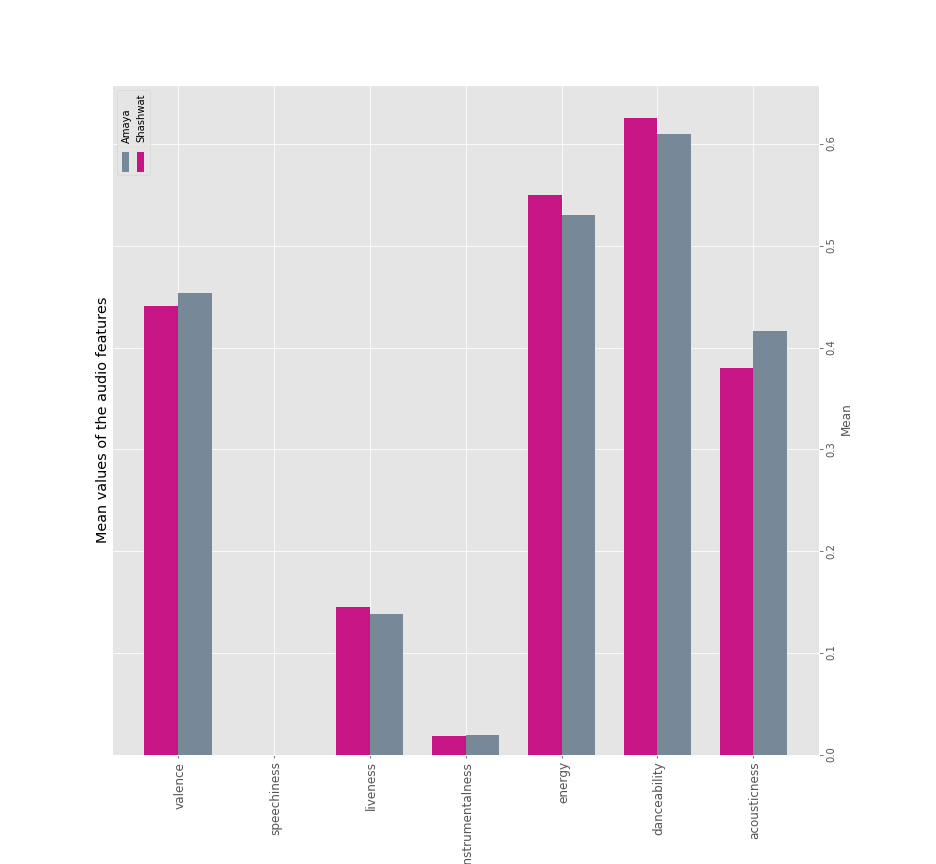 Mean values of the audio features
Amaya
Shashwat
valence
speechiness
liveness
nstrumentalness
energy
danceability
acousticness
0.0
0.1
0.2
0.3
0.4
0.5
0.6
Mean